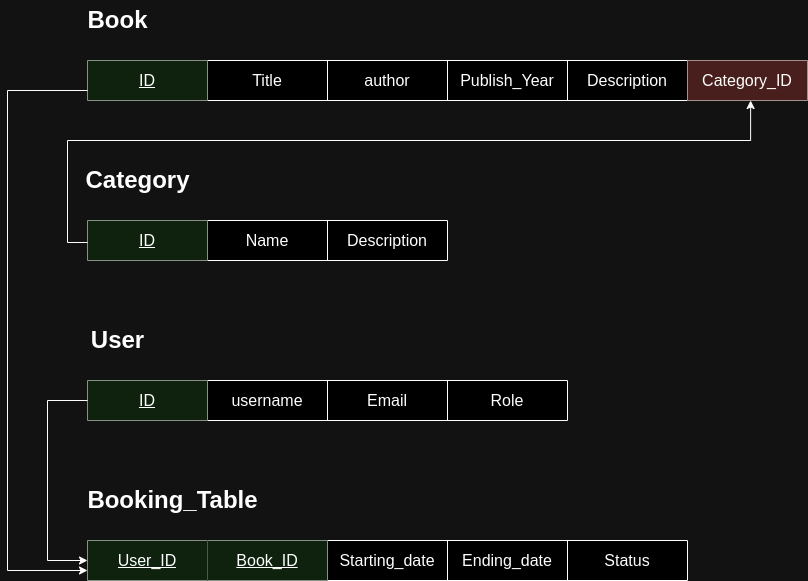 Book
ID Title author Publish_Year Description Category_ID
Category
ID Name Description
User
ID username Email Role
Booking_Table
User_ID Book_ID Starting_date Ending_date Status